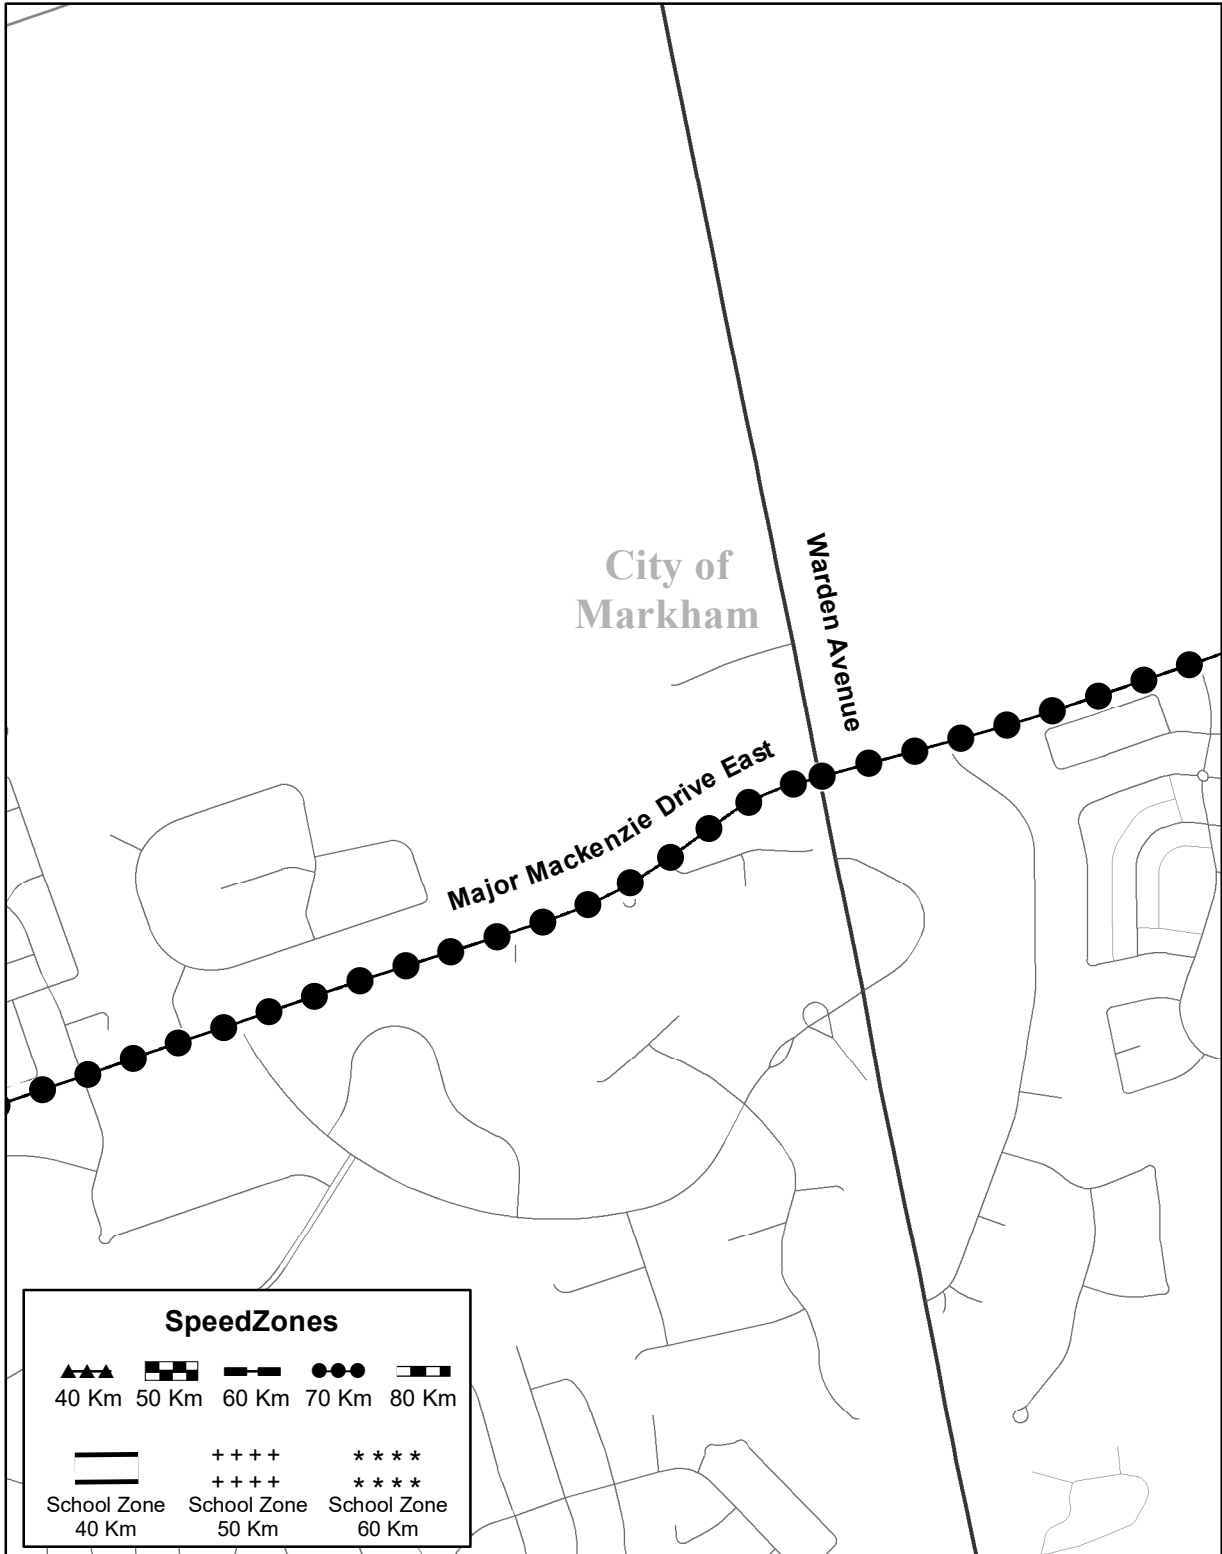 City of
Markham
Warden Avenue
Major Mackenzie Drive East
SpeedZones
40 Km 50 Km 60 Km 70 Km 80 Km
School Zone School Zone School Zone
40 Km 50 Km 60 Km